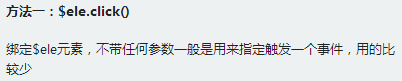 方法一：$ele.click()
绑定$ele元素，不带任何参数一般是用来指定触发一个事件，用的比
较少